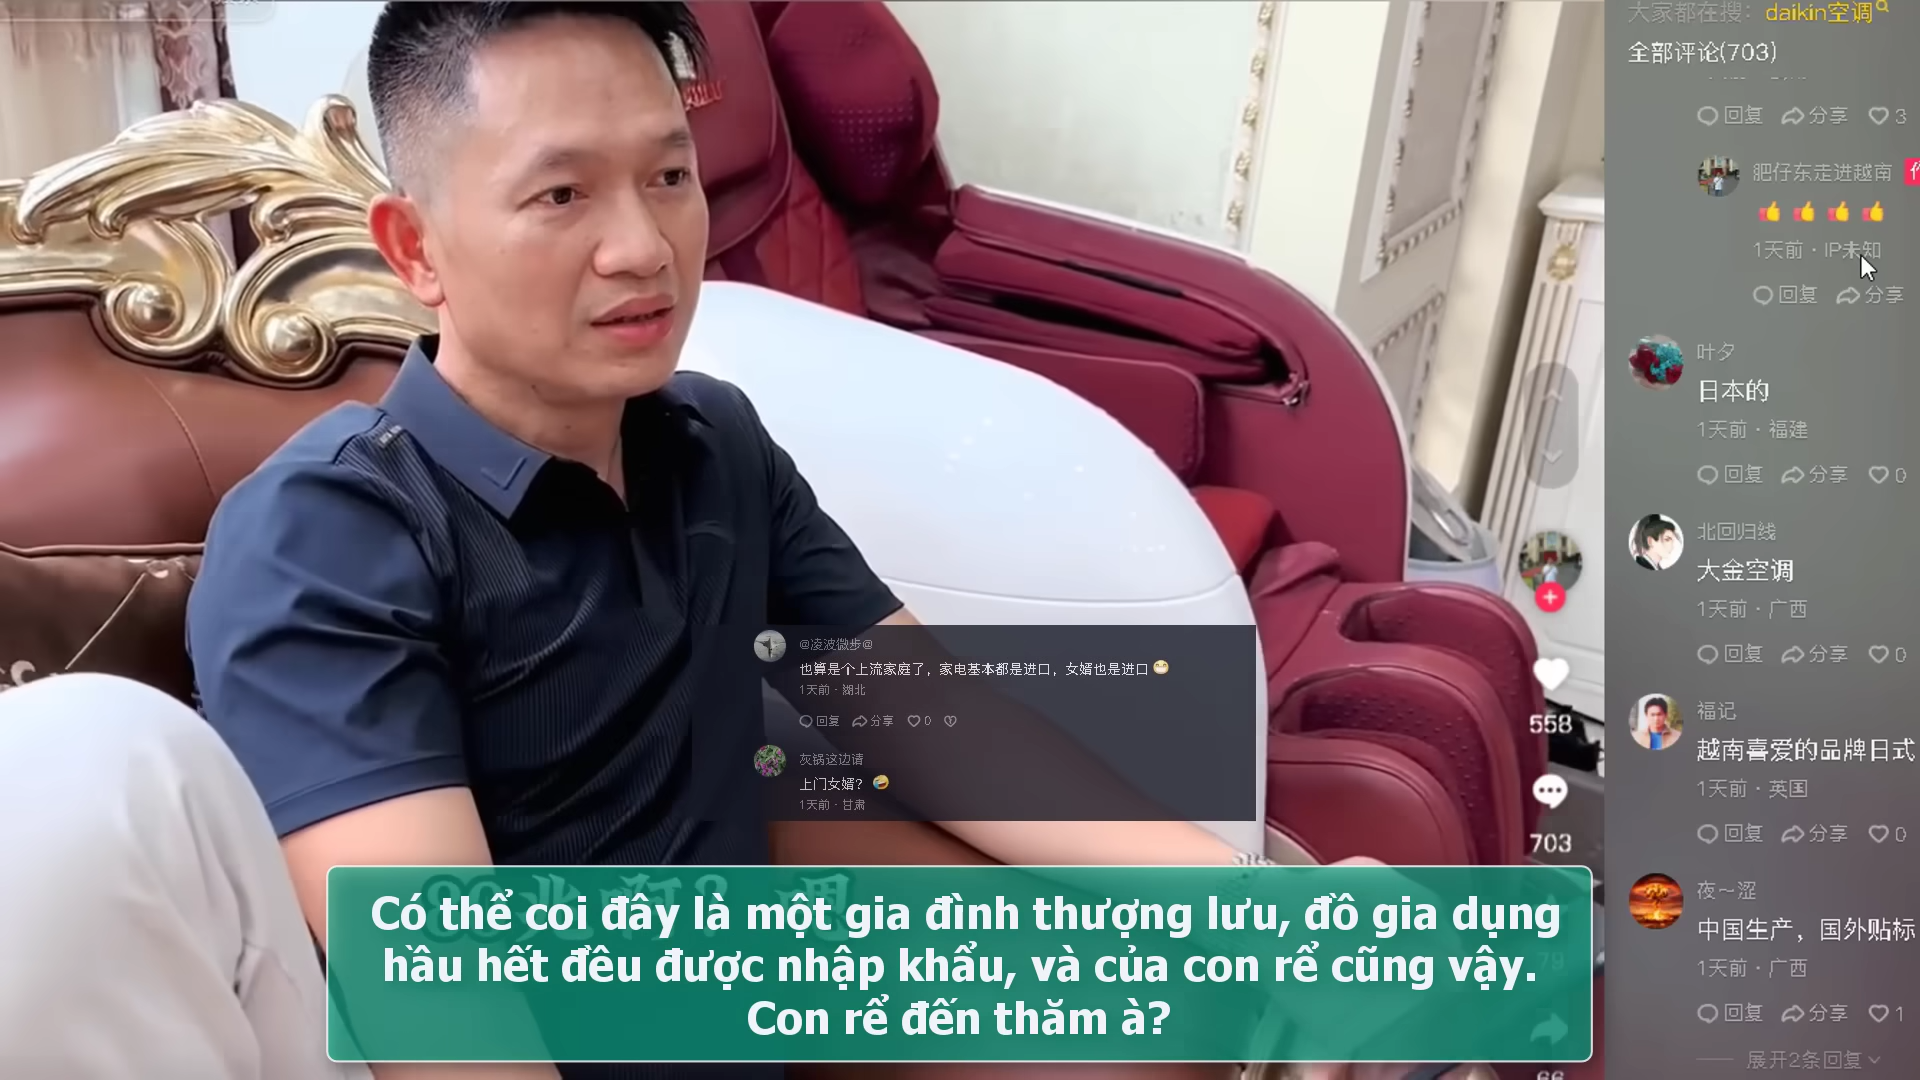 大家都在搜：daikin空调
全部评论(703)
回复 分享 3
肥仔东走进越南
1天前·IP未知
回复 分享
叶夕
日本的
1天前·福建
回复 分享 0
北回归线
大金空调
1天前·广西
回复 分享 0
福记
越南喜爱的品牌日式
1天前·英国
回复 分享 0
夜～涩
中国生产，国外贴标
1天前·广西
回复 分享 1
展开2条回复
558
703
@凌波微步@
也算是个上流家庭了，家电基本都是进口，女婿也是进口
1天前·湖北
回复 分享 0
灰锅这边请
上门女婿？
1天前·甘肃
Có thể coi đây là một gia đình thượng lưu, đồ gia dụng
hầu hết đều được nhập khẩu, và của con rể cũng vậy.
Con rể đến thăm à?